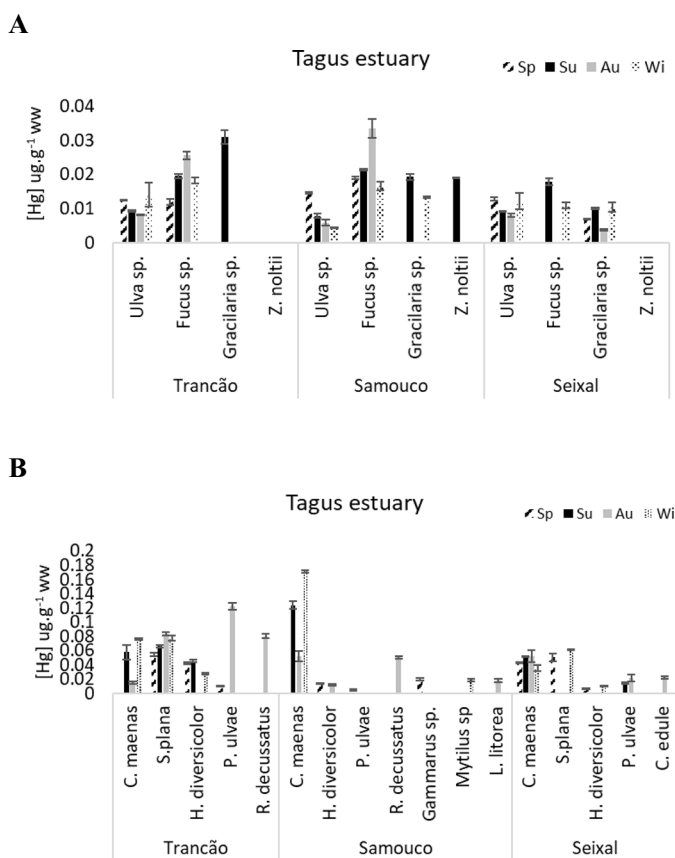 A
Tagus estuary
Sp Su Au Wi
[Hg] ug.g⁻¹ ww
0.04
0.03
0.02
0.01
0
Ulva sp.
Fucus sp.
Gracilaria sp.
Z. noltii
Ulva sp.
Fucus sp.
Gracilaria sp.
Z. noltii
Ulva sp.
Fucus sp.
Gracilaria sp.
Z. noltii
Trancão Samouco Seixal
B
Tagus estuary
Sp Su Au Wi
[Hg] ug.g⁻¹ ww
0.2
0.18
0.16
0.14
0.12
0.1
0.08
0.06
0.04
0.02
0
C. maenas
S.plana
H. diversicolor
P. ulvae
R. decussatus
C. maenas
H. diversicolor
P. ulvae
R. decussatus
Gammarus sp.
Mytilus sp
L. litorea
C. maenas
S.plana
H. diversicolor
P. ulvae
C. edule
Trancão Samouco Seixal